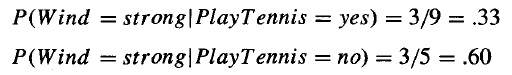 P(Wind = strong|PlayTennis = yes) = 3/9 = .33
P(Wind = strong|PlayTennis = no) = 3/5 = .60